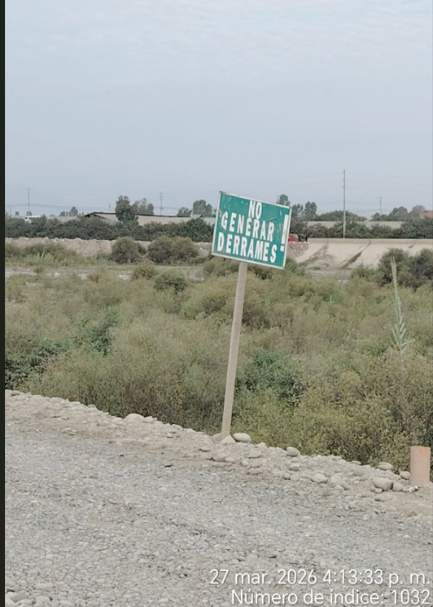 NO
GENERAR !
DERRAMES
27 mar. 2026 4:13:33 p. m.
Número de índice: 1032